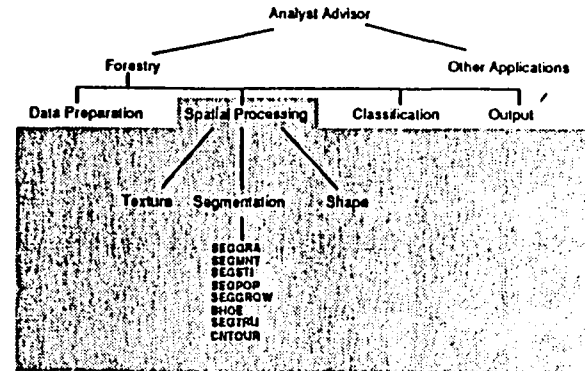 Analyst Advisor
Forestry Other Applications
Data Preparation Spatial Processing Classification Output
Texture Segmentation Shape
SEGGRA
SEGMNT
SEGSTI
SEGPOP
SEGGROW
SHOE
SEGTRU
CNTOUR